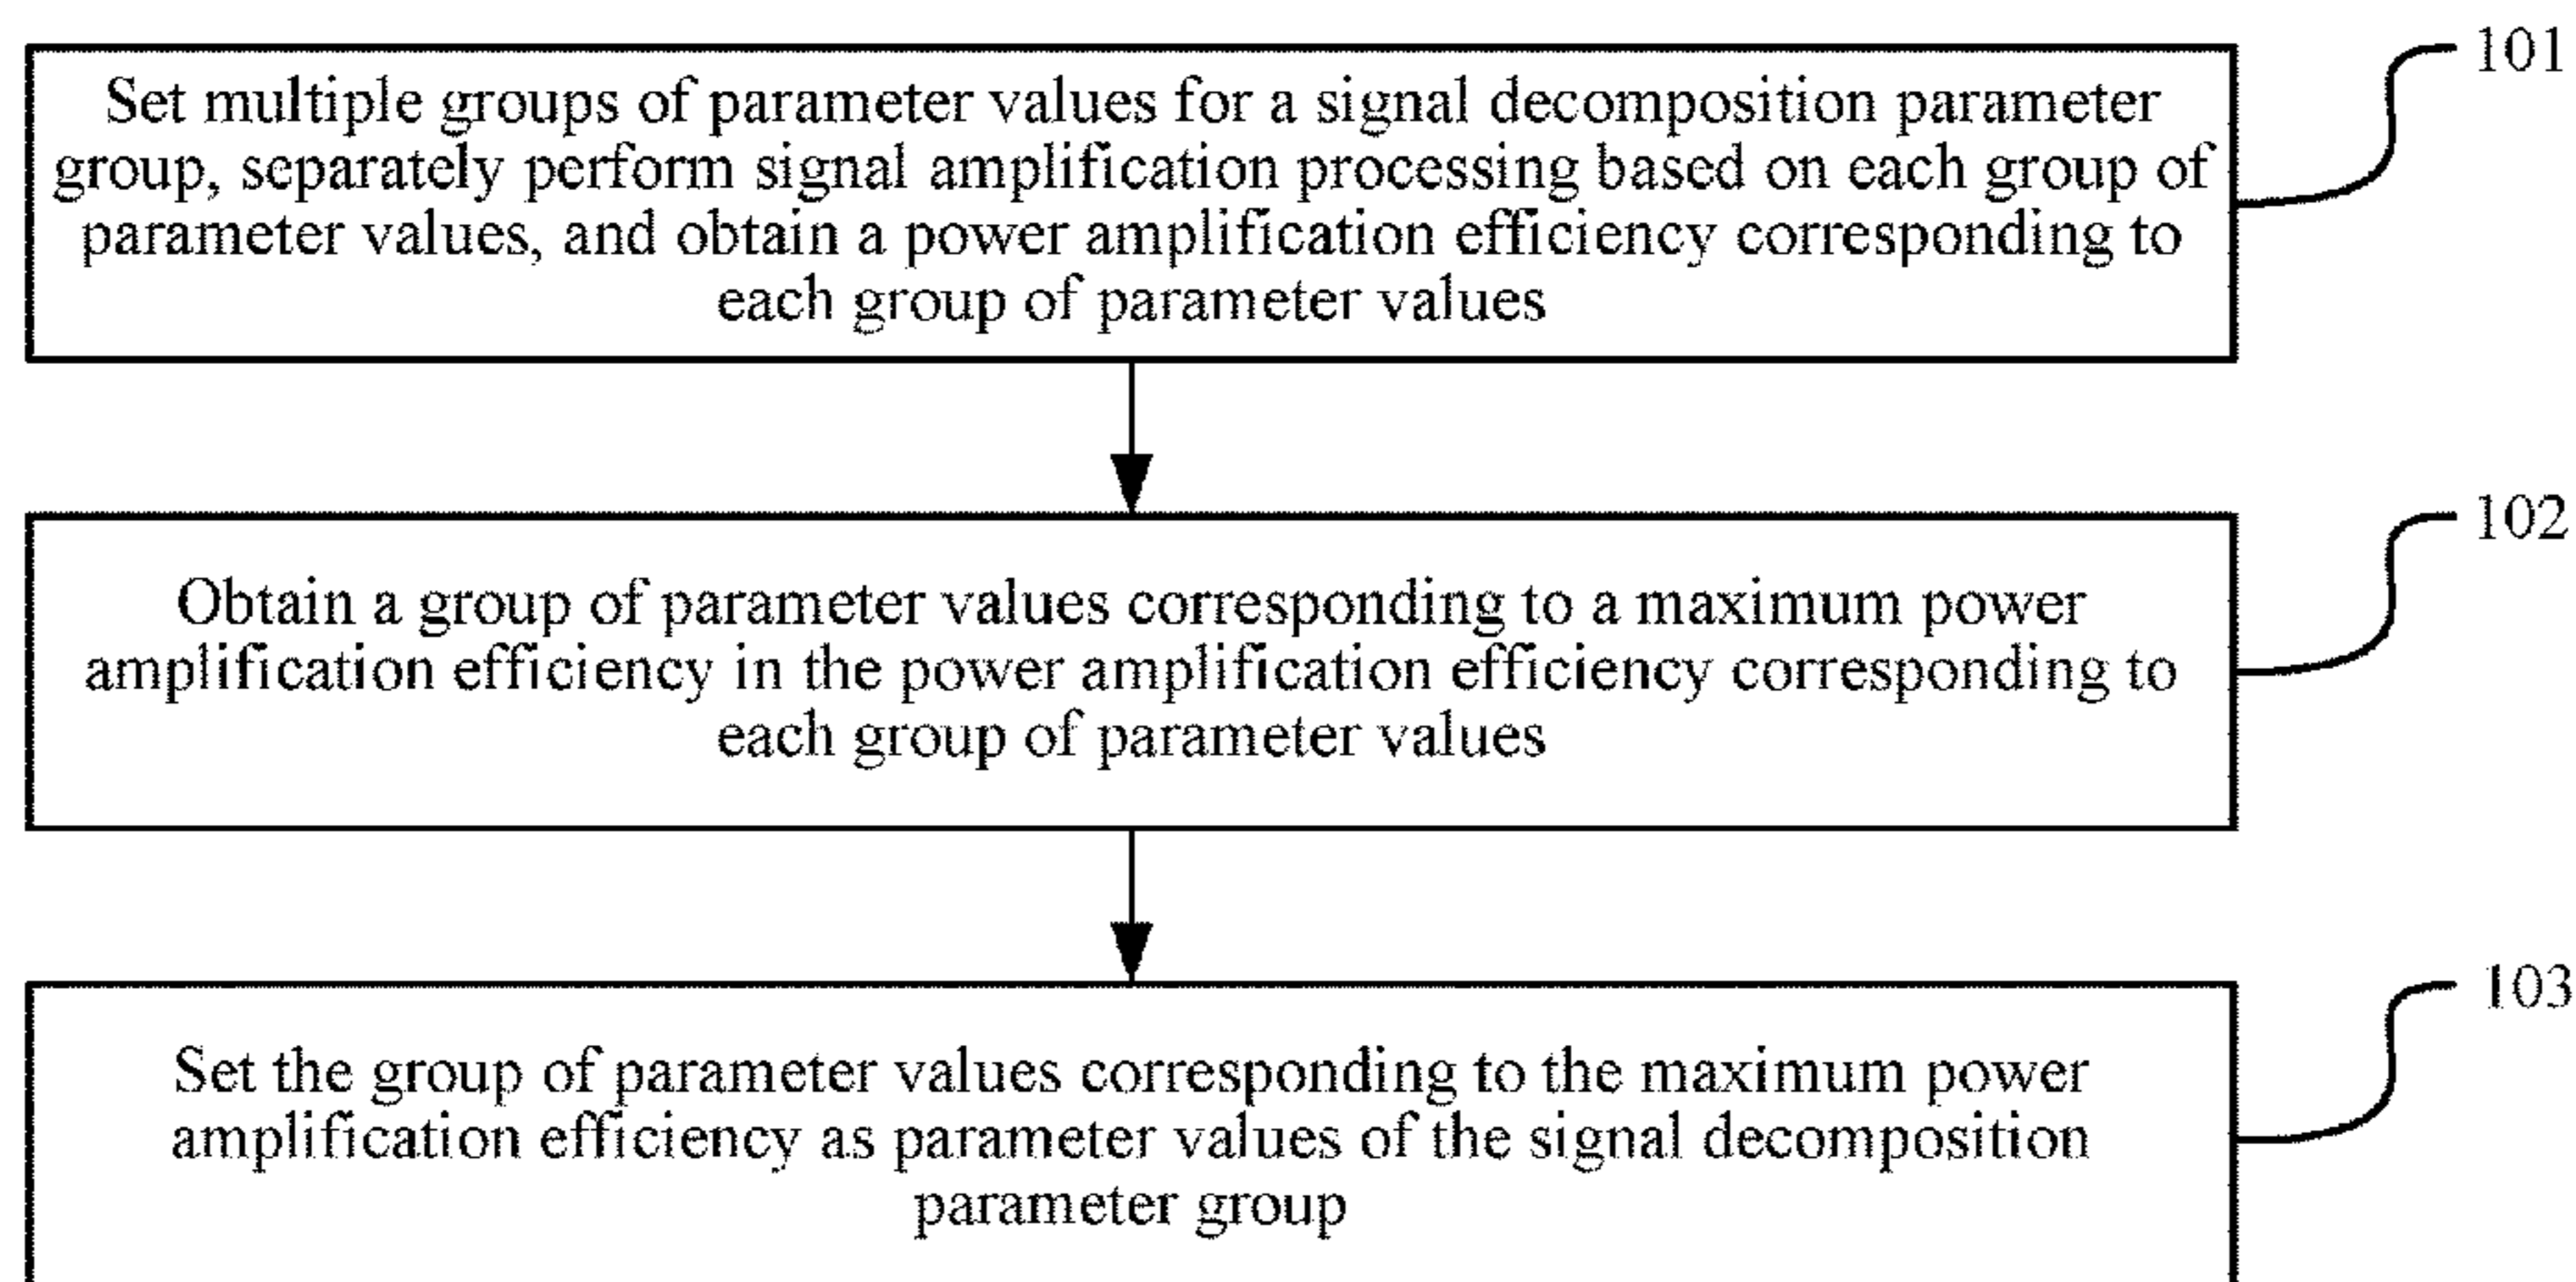 101
Set multiple groups of parameter values for a signal decomposition parameter
group, separately perform signal amplification processing based on each group of
parameter values, and obtain a power amplification efficiency corresponding to
each group of parameter values
102
Obtain a group of parameter values corresponding to a maximum power
amplification efficiency in the power amplification efficiency corresponding to
each group of parameter values
103
Set the group of parameter values corresponding to the maximum power
amplification efficiency as parameter values of the signal decomposition
parameter group